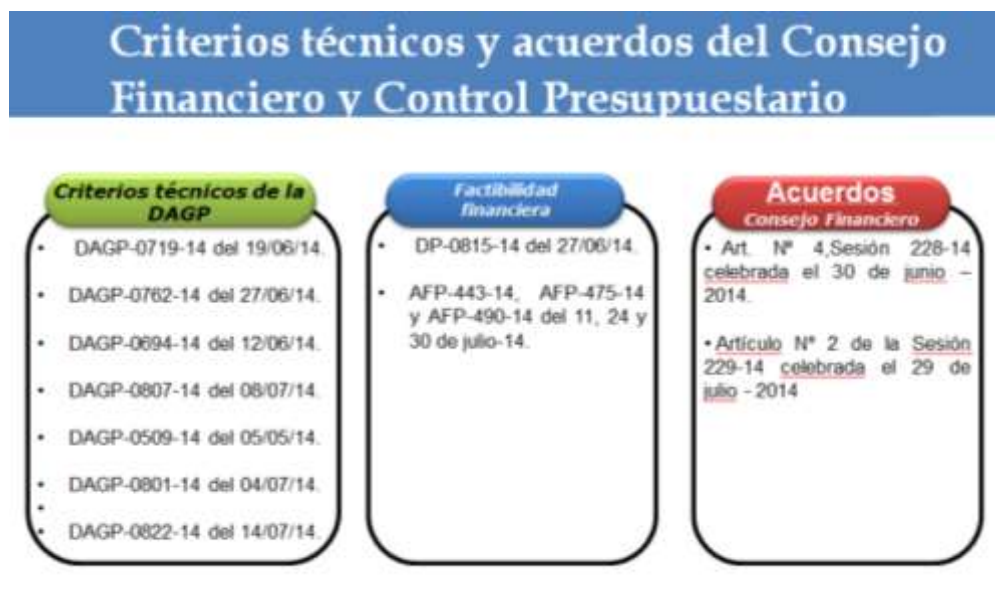 Criterios técnicos y acuerdos del Consejo
Financiero y Control Presupuestario
Criterios técnicos de la
DAGP
• DAGP-0719-14 del 19/06/14.
• DAGP-0762-14 del 27/06/14.
• DAGP-0694-14 del 12/06/14.
• DAGP-0807-14 del 08/07/14.
• DAGP-0509-14 del 05/05/14.
• DAGP-0801-14 del 04/07/14.
•
• DAGP-0822-14 del 14/07/14.
Factibilidad
financiera
• DP-0815-14 del 27/06/14.
• AFP-443-14, AFP-475-14
y AFP-490-14 del 11, 24 y
30 de julio-14.
Acuerdos
Consejo Financiero
• Art. Nº 4,Sesión 228-14
celebrada el 30 de junio –
2014.
•Artículo N° 2 de la Sesión
229-14 celebrada el 29 de
julio - 2014